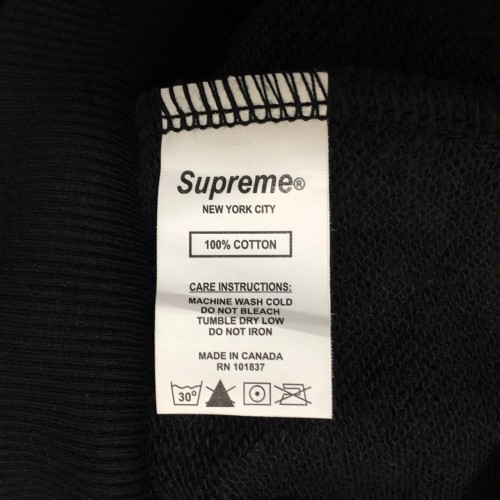 Supreme®
NEW YORK CITY
100% COTTON
CARE INSTRUCTIONS:
MACHINE WASH COLD
DO NOT BLEACH
TUMBLE DRY LOW
DO NOT IRON
MADE IN CANADA
RN 101837
30°